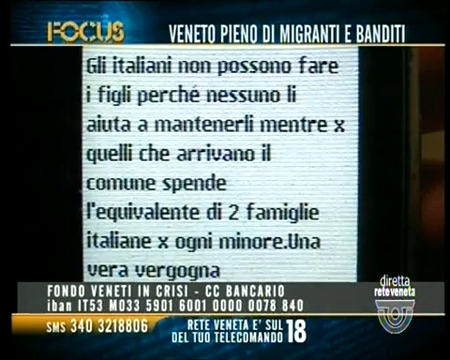 FOCUS
VENETO PIENO DI MIGRANTI E BANDITI
Gli italiani non possono fare
i figli perché nessuno li
aiuta a mantenerli mentre x
quelli che arrivano il
comune spende
l'equivalente di 2 famiglie
italiane x ogni minore.Una
vera vergogna
FONDO VENETI IN CRISI - CC BANCARIO
iban IT53 M033 5901 6001 0000 0078 840
diretta
reteveneta
SMS 340 3218806
RETE VENETA E' SUL
DEL TUO TELECOMANDO 18